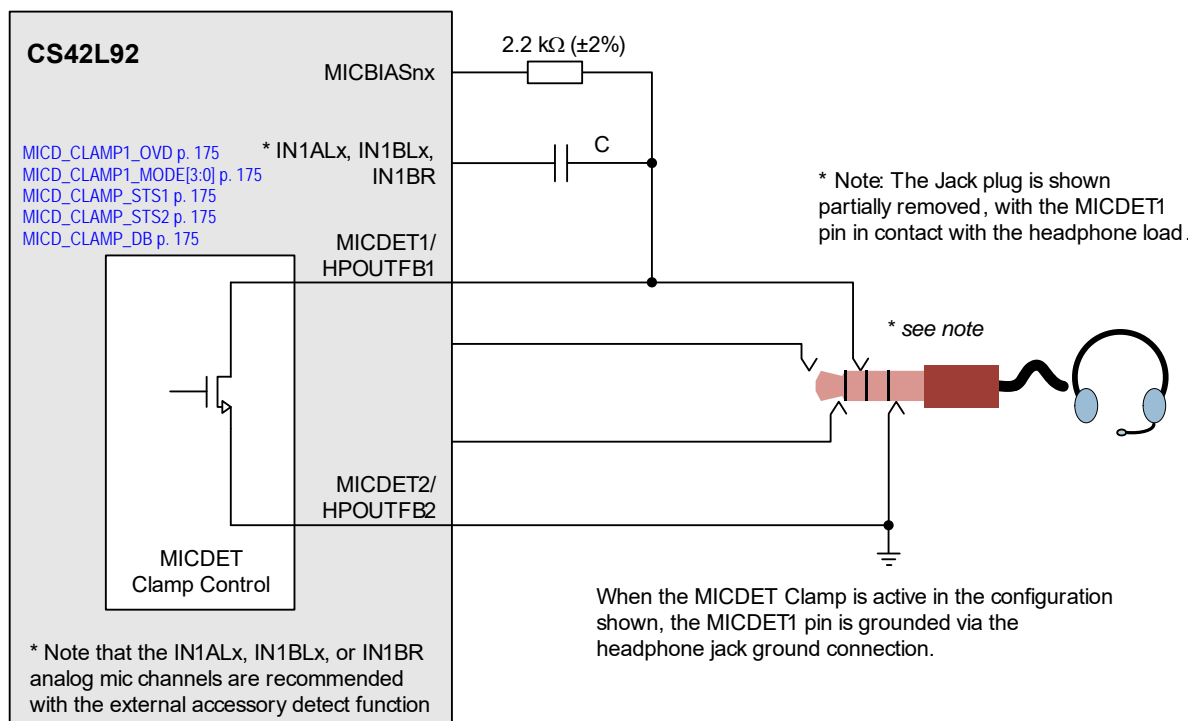 CS42L92
2.2 kΩ (±2%)
MICBIASnx
MICD_CLAMP1_OVD p. 175
MICD_CLAMP1_MODE[3:0] p. 175
MICD_CLAMP_STS1 p. 175
MICD_CLAMP_STS2 p. 175
MICD_CLAMP_DB p. 175
* IN1ALx, IN1BLx,
IN1BR
C
* Note: The Jack plug is shown
partially removed, with the MICDET1
pin in contact with the headphone load.
MICDET1/
HPOUTFB1
* see note
MICDET2/
HPOUTFB2
MICDET
Clamp Control
When the MICDET Clamp is active in the configuration
shown, the MICDET1 pin is grounded via the
headphone jack ground connection.
* Note that the IN1ALx, IN1BLx, or IN1BR
analog mic channels are recommended
with the external accessory detect function